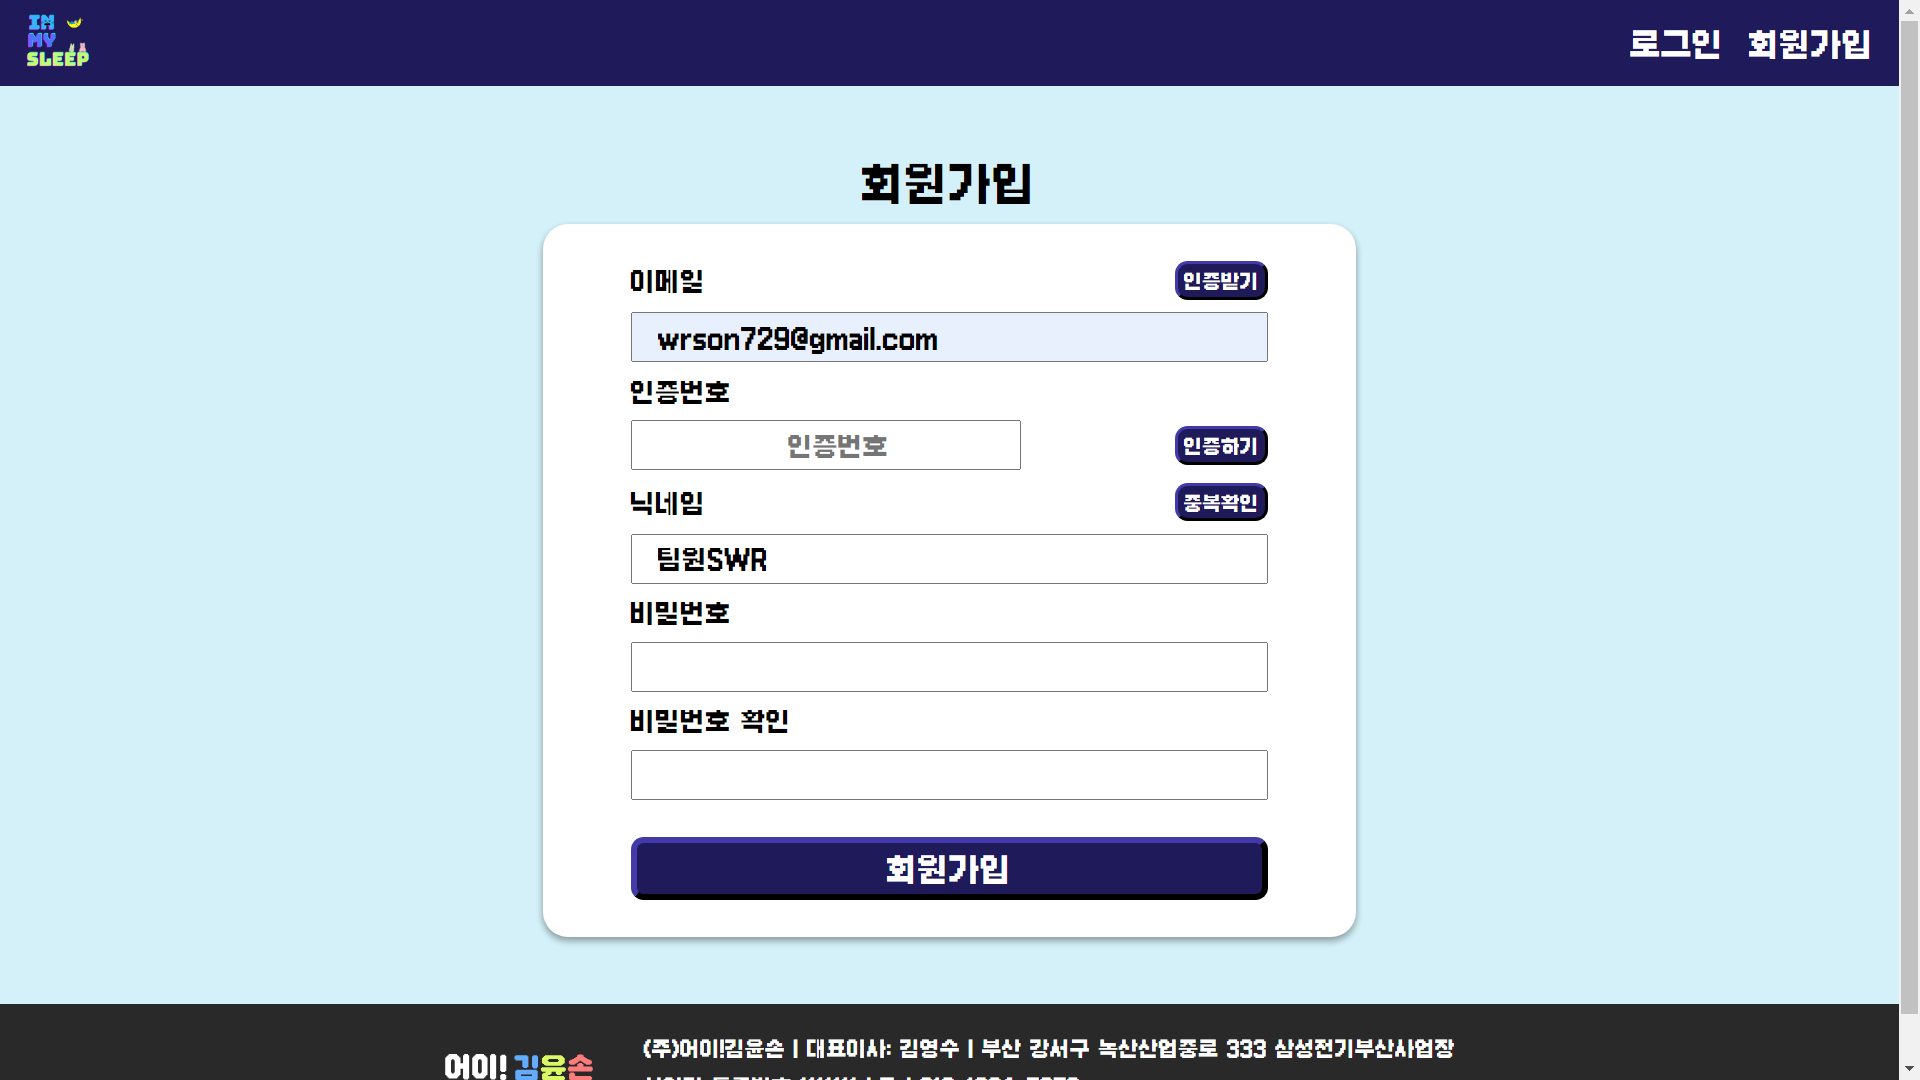 IN
MY
SLEEP
로그인 회원가입
회원가입
이메일 인증받기
wrson729@gmail.com
인증번호
인증번호 인증하기
닉네임 중복확인
팀원SWR
비밀번호
비밀번호 확인
회원가입
어이! 김윤손
(주)어이!김윤손 | 대표이사: 김영수 | 부산 강서구 녹산산업중로 333 삼성전기부산사업장